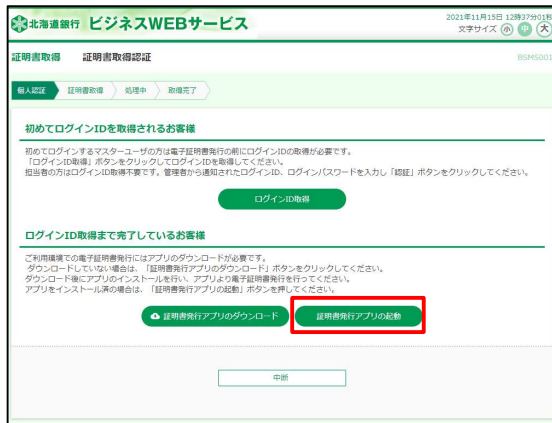 北海道銀行 ビジネスWEBサービス
2021年11月15日 12時37分01秒
文字サイズ 小 中 大
証明書取得 証明書取得認証
BSMS001
個人認証 証明書取得 処理中 取得完了
初めてログインIDを取得されるお客様
初めてログインするマスターユーザの方は電子証明書発行の前にログインIDの取得が必要です。
「ログインID取得」ボタンをクリックしてログインIDを取得してください。
担当者の方はログインID取得不要です。管理者から通知されたログインID、ログインパスワードを入力し「認証」ボタンをクリックしてください。
ログインID取得
ログインID取得まで完了しているお客様
ご利用環境での電子証明書発行にはアプリのダウンロードが必要です。
ダウンロードしていない場合は、「証明書発行アプリのダウンロード」ボタンをクリックしてください。
ダウンロード後にアプリのインストールを行い、アプリより電子証明書発行を行ってください。
アプリをインストール済の場合は、「証明書発行アプリの起動」ボタンを押してください。
証明書発行アプリのダウンロード 証明書発行アプリの起動
中断